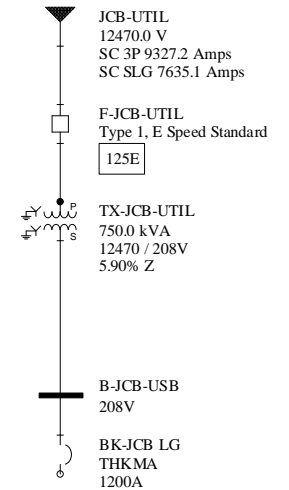 JCB-UTIL
12470.0 V
SC 3P 9327.2 Amps
SC SLG 7635.1 Amps
F-JCB-UTIL
Type 1, E Speed Standard
125E
P
S
TX-JCB-UTIL
750.0 kVA
12470 / 208V
5.90% Z
B-JCB-USB
208V
BK-JCB LG
THKMA
1200A